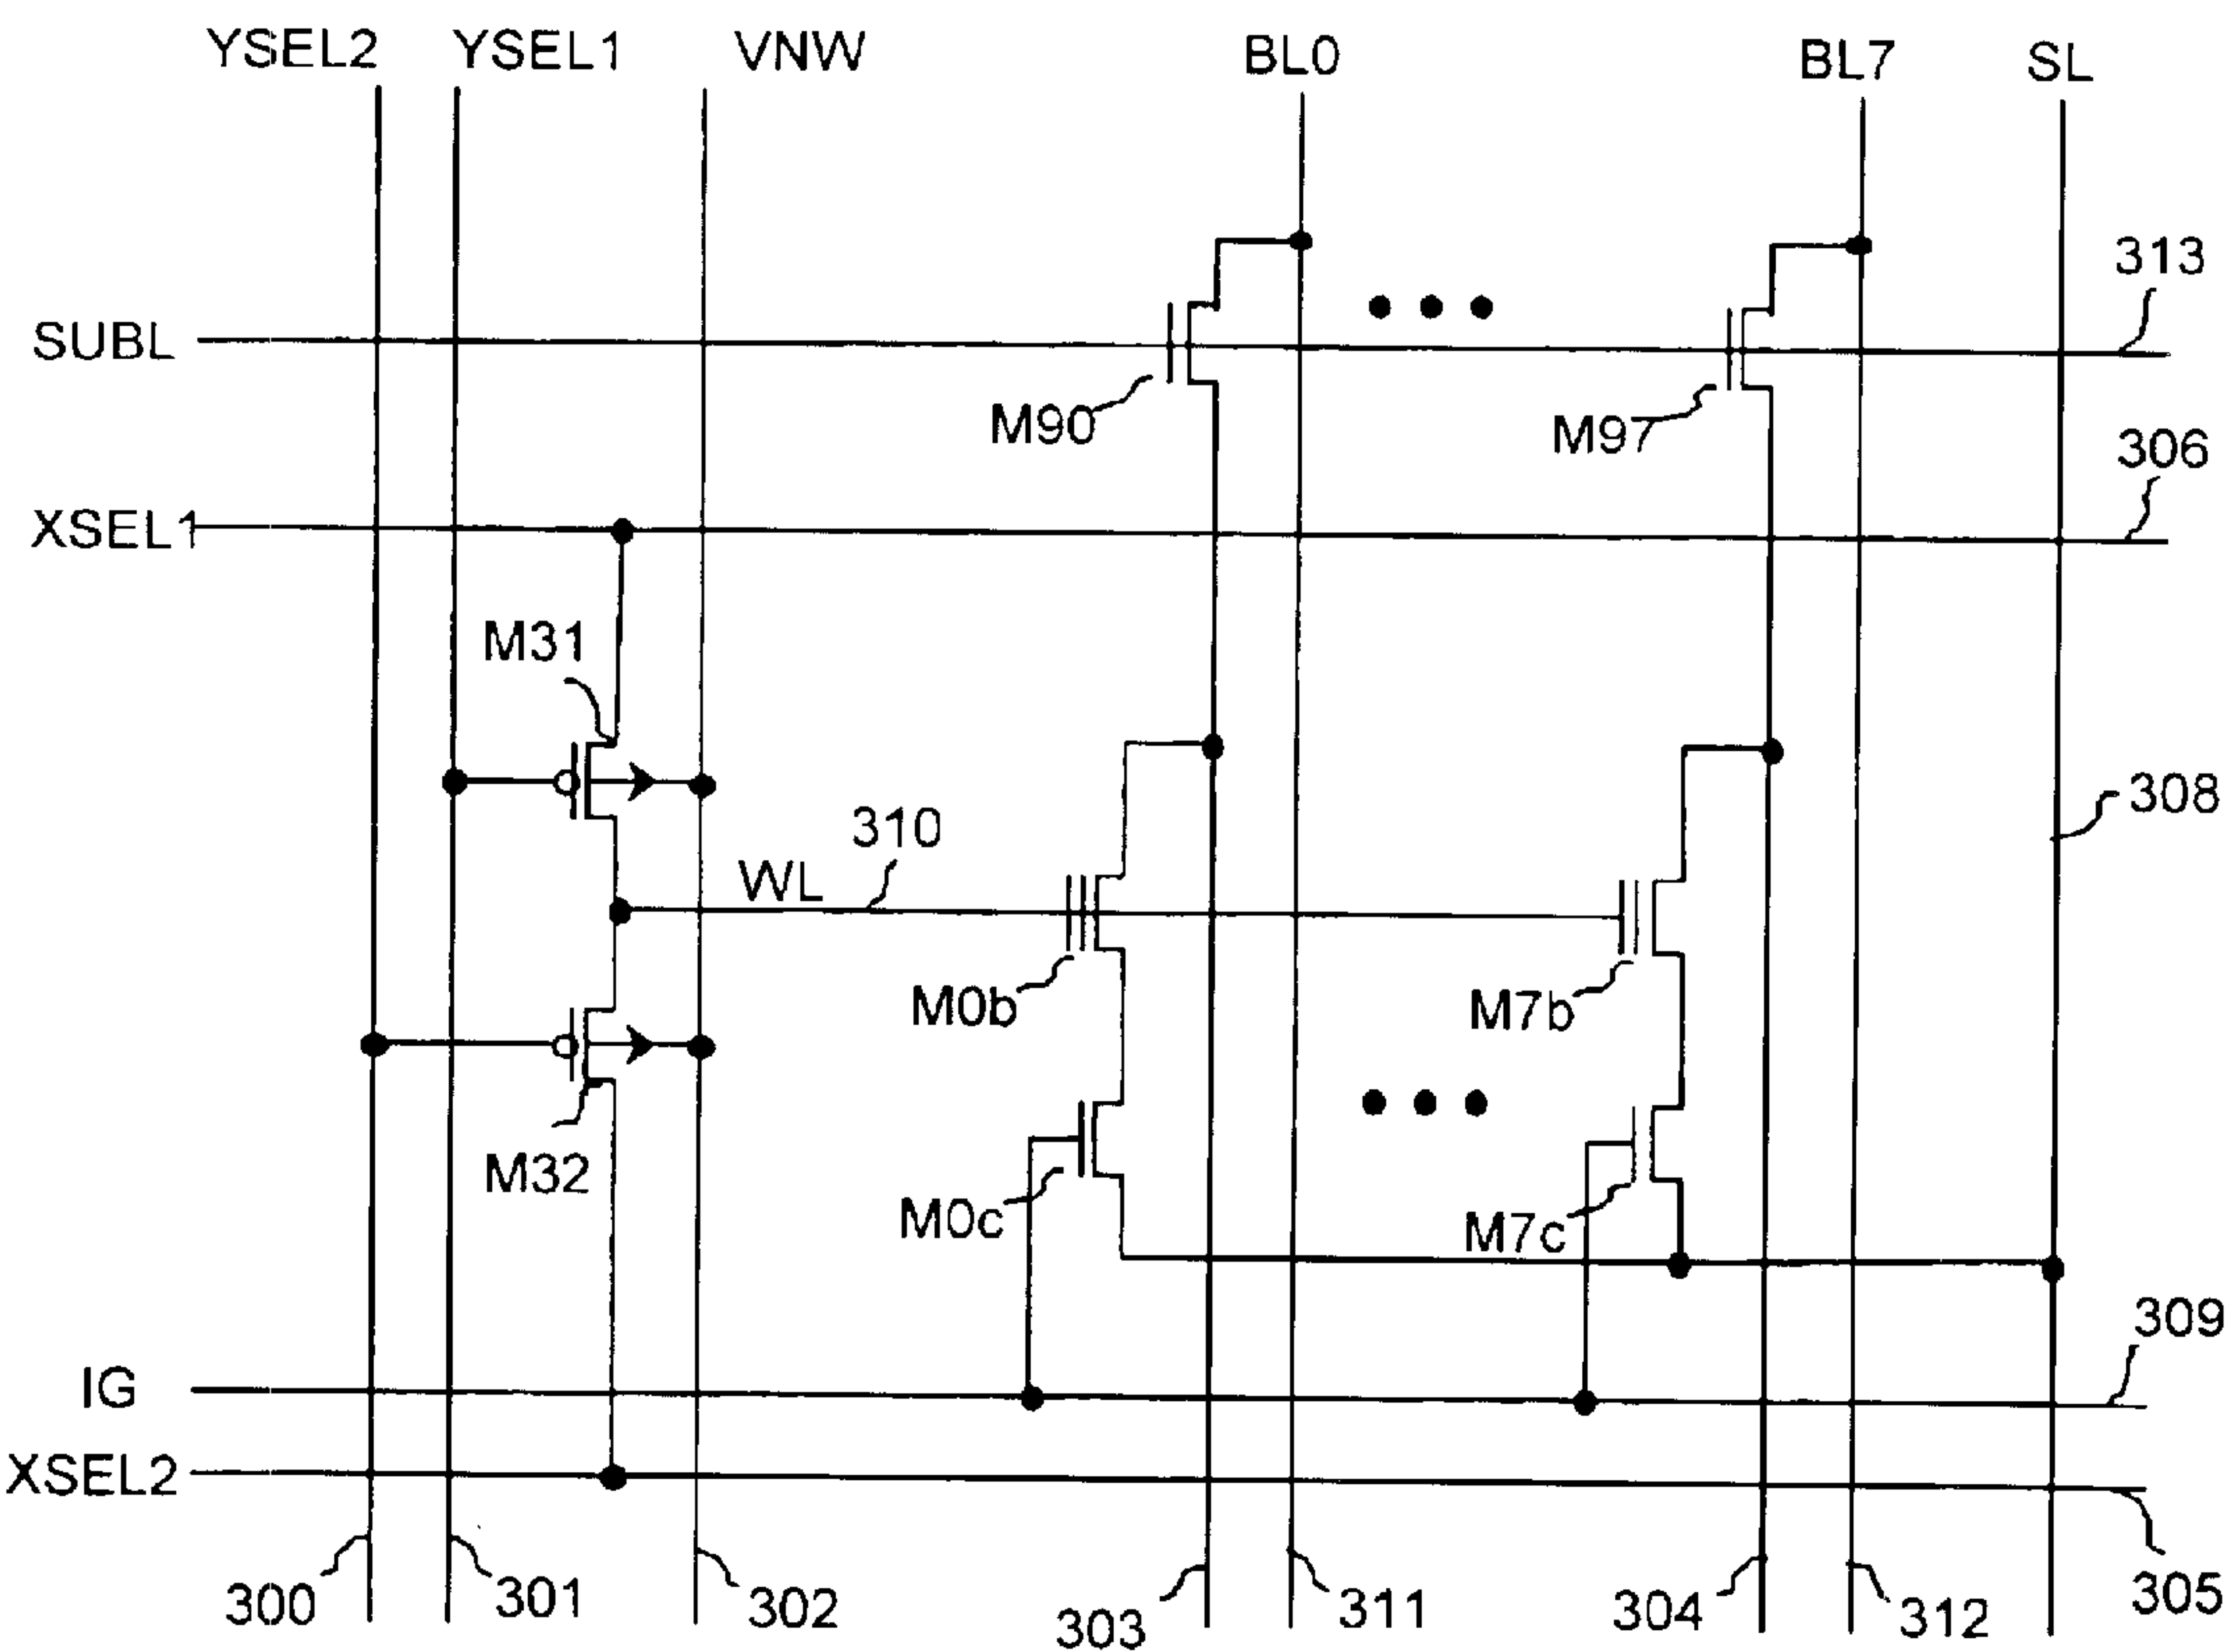 YSEL2 YSEL1 VNW BL0 BL7 SL
313
SUBL
M90 M97
306
XSEL1
M31
308
310
WL
M0b M7b
M32
M0c M7c
309
IG
XSEL2
300 301 302 303 311 304 312 305